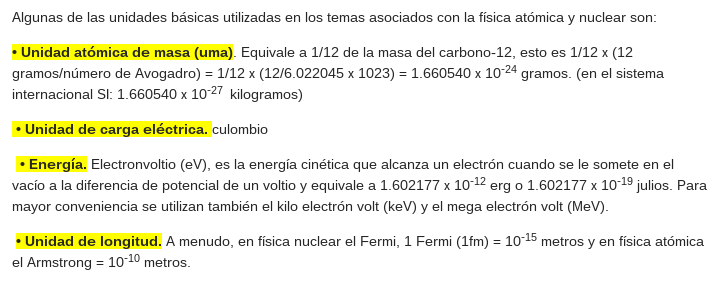 Algunas de las unidades básicas utilizadas en los temas asociados con la física atómica y nuclear son:
• Unidad atómica de masa (uma). Equivale a 1/12 de la masa del carbono-12, esto es 1/12 x (12
gramos/número de Avogadro) = 1/12 x (12/6.022045 x 1023) = 1.660540 x 10⁻²⁴ gramos. (en el sistema
internacional SI: 1.660540 x 10⁻²⁷ kilogramos)
• Unidad de carga eléctrica. culombio
• Energía. Electronvoltio (eV), es la energía cinética que alcanza un electrón cuando se le somete en el
vacío a la diferencia de potencial de un voltio y equivale a 1.602177 x 10⁻¹² erg o 1.602177 x 10⁻¹⁹ julios. Para
mayor conveniencia se utilizan también el kilo electrón volt (keV) y el mega electrón volt (MeV).
• Unidad de longitud. A menudo, en física nuclear el Fermi, 1 Fermi (1fm) = 10⁻¹⁵ metros y en física atómica
el Armstrong = 10⁻¹⁰ metros.